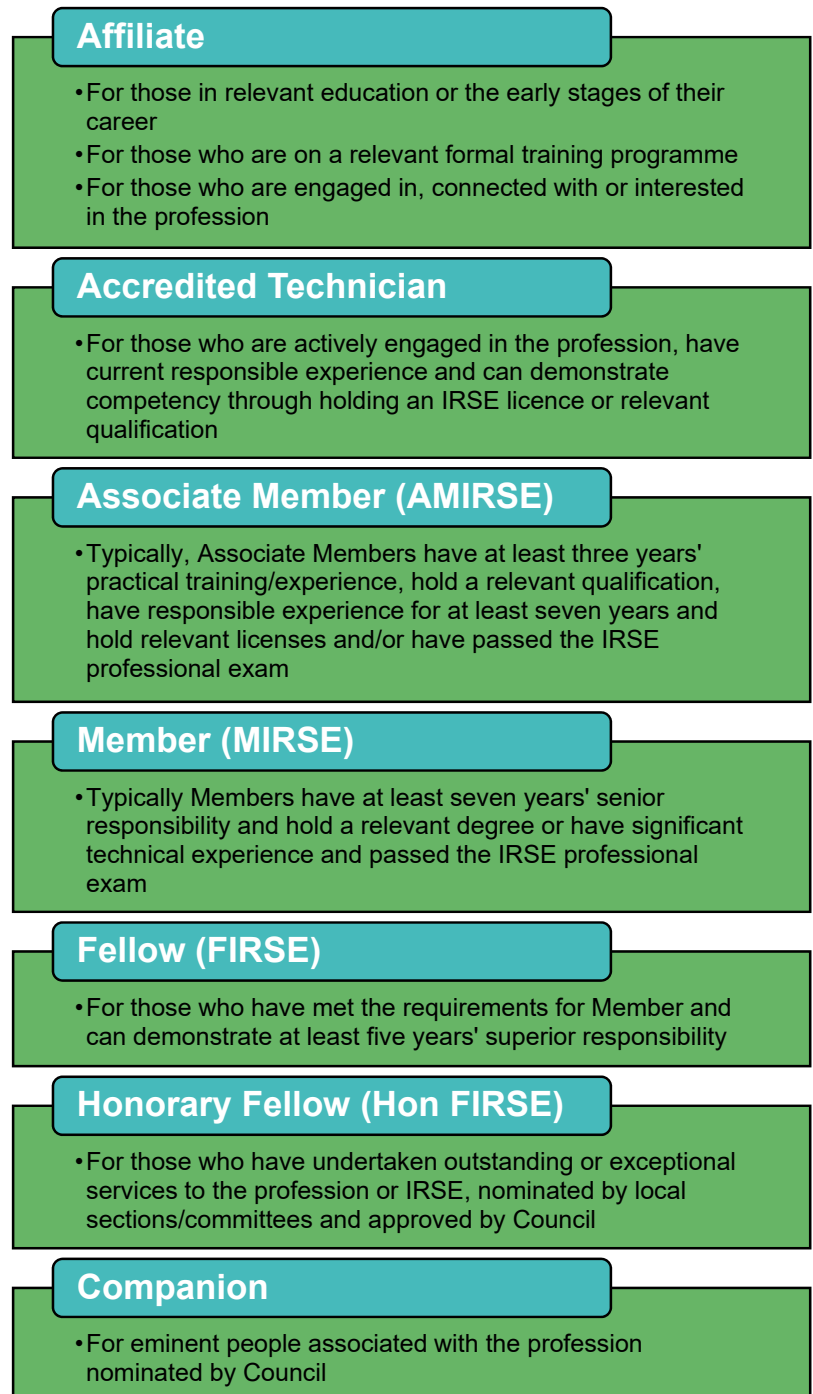 Affiliate
•For those in relevant education or the early stages of their
career
•For those who are on a relevant formal training programme
•For those who are engaged in, connected with or interested
in the profession
Accredited Technician
•For those who are actively engaged in the profession, have
current responsible experience and can demonstrate
competency through holding an IRSE licence or relevant
qualification
Associate Member (AMIRSE)
•Typically, Associate Members have at least three years'
practical training/experience, hold a relevant qualification,
have responsible experience for at least seven years and
hold relevant licenses and/or have passed the IRSE
professional exam
Member (MIRSE)
•Typically Members have at least seven years' senior
responsibility and hold a relevant degree or have significant
technical experience and passed the IRSE professional
exam
Fellow (FIRSE)
•For those who have met the requirements for Member and
can demonstrate at least five years' superior responsibility
Honorary Fellow (Hon FIRSE)
•For those who have undertaken outstanding or exceptional
services to the profession or IRSE, nominated by local
sections/committees and approved by Council
Companion
•For eminent people associated with the profession
nominated by Council